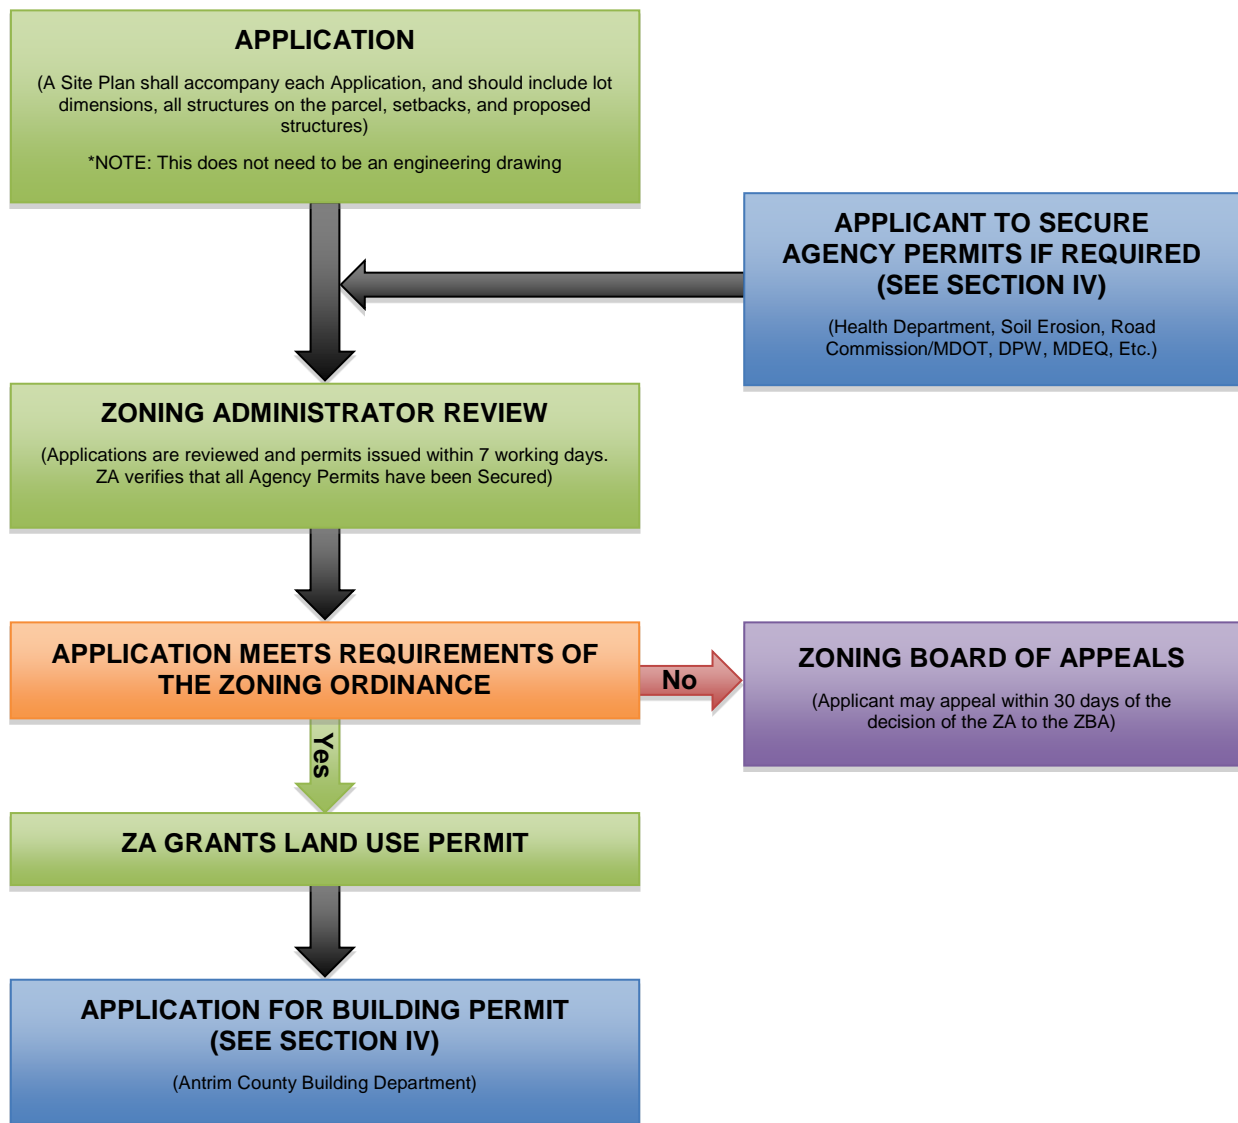 APPLICATION
(A Site Plan shall accompany each Application, and should include lot
dimensions, all structures on the parcel, setbacks, and proposed
structures)
*NOTE: This does not need to be an engineering drawing
APPLICANT TO SECURE
AGENCY PERMITS IF REQUIRED
(SEE SECTION IV)
(Health Department, Soil Erosion, Road
Commission/MDOT, DPW, MDEQ, Etc.)
ZONING ADMINISTRATOR REVIEW
(Applications are reviewed and permits issued within 7 working days.
ZA verifies that all Agency Permits have been Secured)
APPLICATION MEETS REQUIREMENTS OF
THE ZONING ORDINANCE
No
ZONING BOARD OF APPEALS
(Applicant may appeal within 30 days of the
decision of the ZA to the ZBA)
Yes
ZA GRANTS LAND USE PERMIT
APPLICATION FOR BUILDING PERMIT
(SEE SECTION IV)
(Antrim County Building Department)